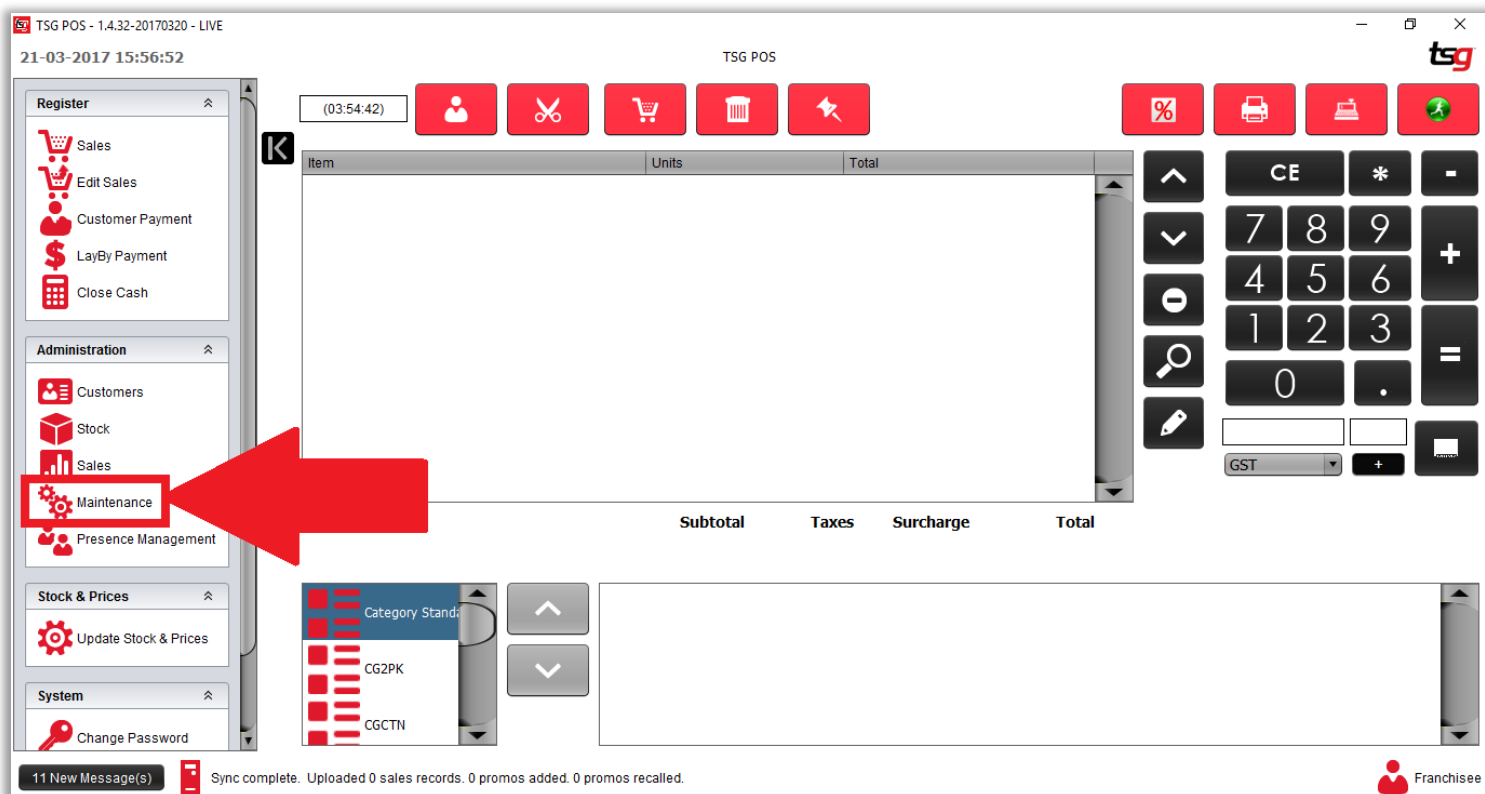 TSG POS - 1.4.32-20170320 - LIVE
21-03-2017 15:56:52
TSG POS
tsg
Register
Sales
Edit Sales
Customer Payment
LayBy Payment
Close Cash
Administration
Customers
Stock
Sales
Maintenance
Presence Management
Stock & Prices
Update Stock & Prices
System
Change Password
(03:54:42)
%
Item Units Total
CE * -
7 8 9 +
4 5 6
1 2 3 =
0 .
GST +
Subtotal Taxes Surcharge Total
Category Standa
CG2PK
CGCTN
11 New Message(s) Sync complete. Uploaded 0 sales records. 0 promos added. 0 promos recalled. Franchisee